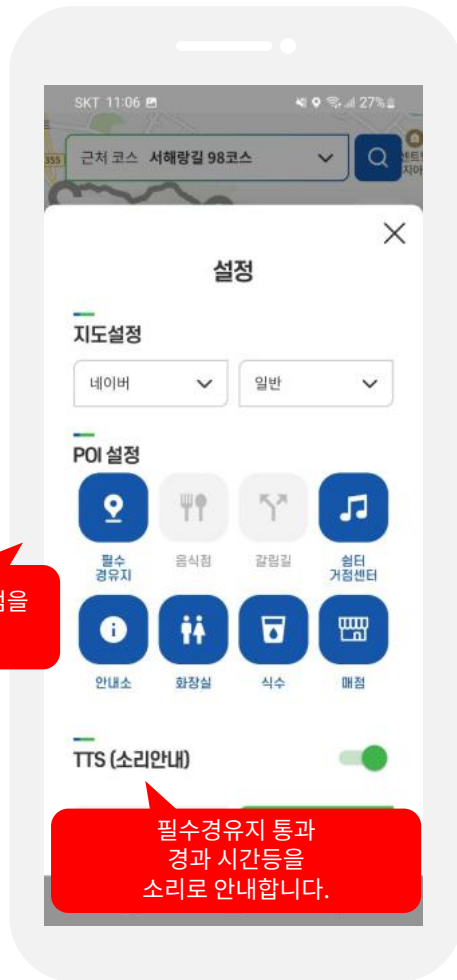 SKT 11:06 27%
355
근처 코스 서해랑길 98코스
설정
지도설정
네이버 일반
POI 설정
필수
경유지
음식점
갈림길
쉼터
거점센터
안내소
화장실
식수
매점
TTS (소리안내)
필수경유지 통과
경과 시간등을
소리로 안내합니다.